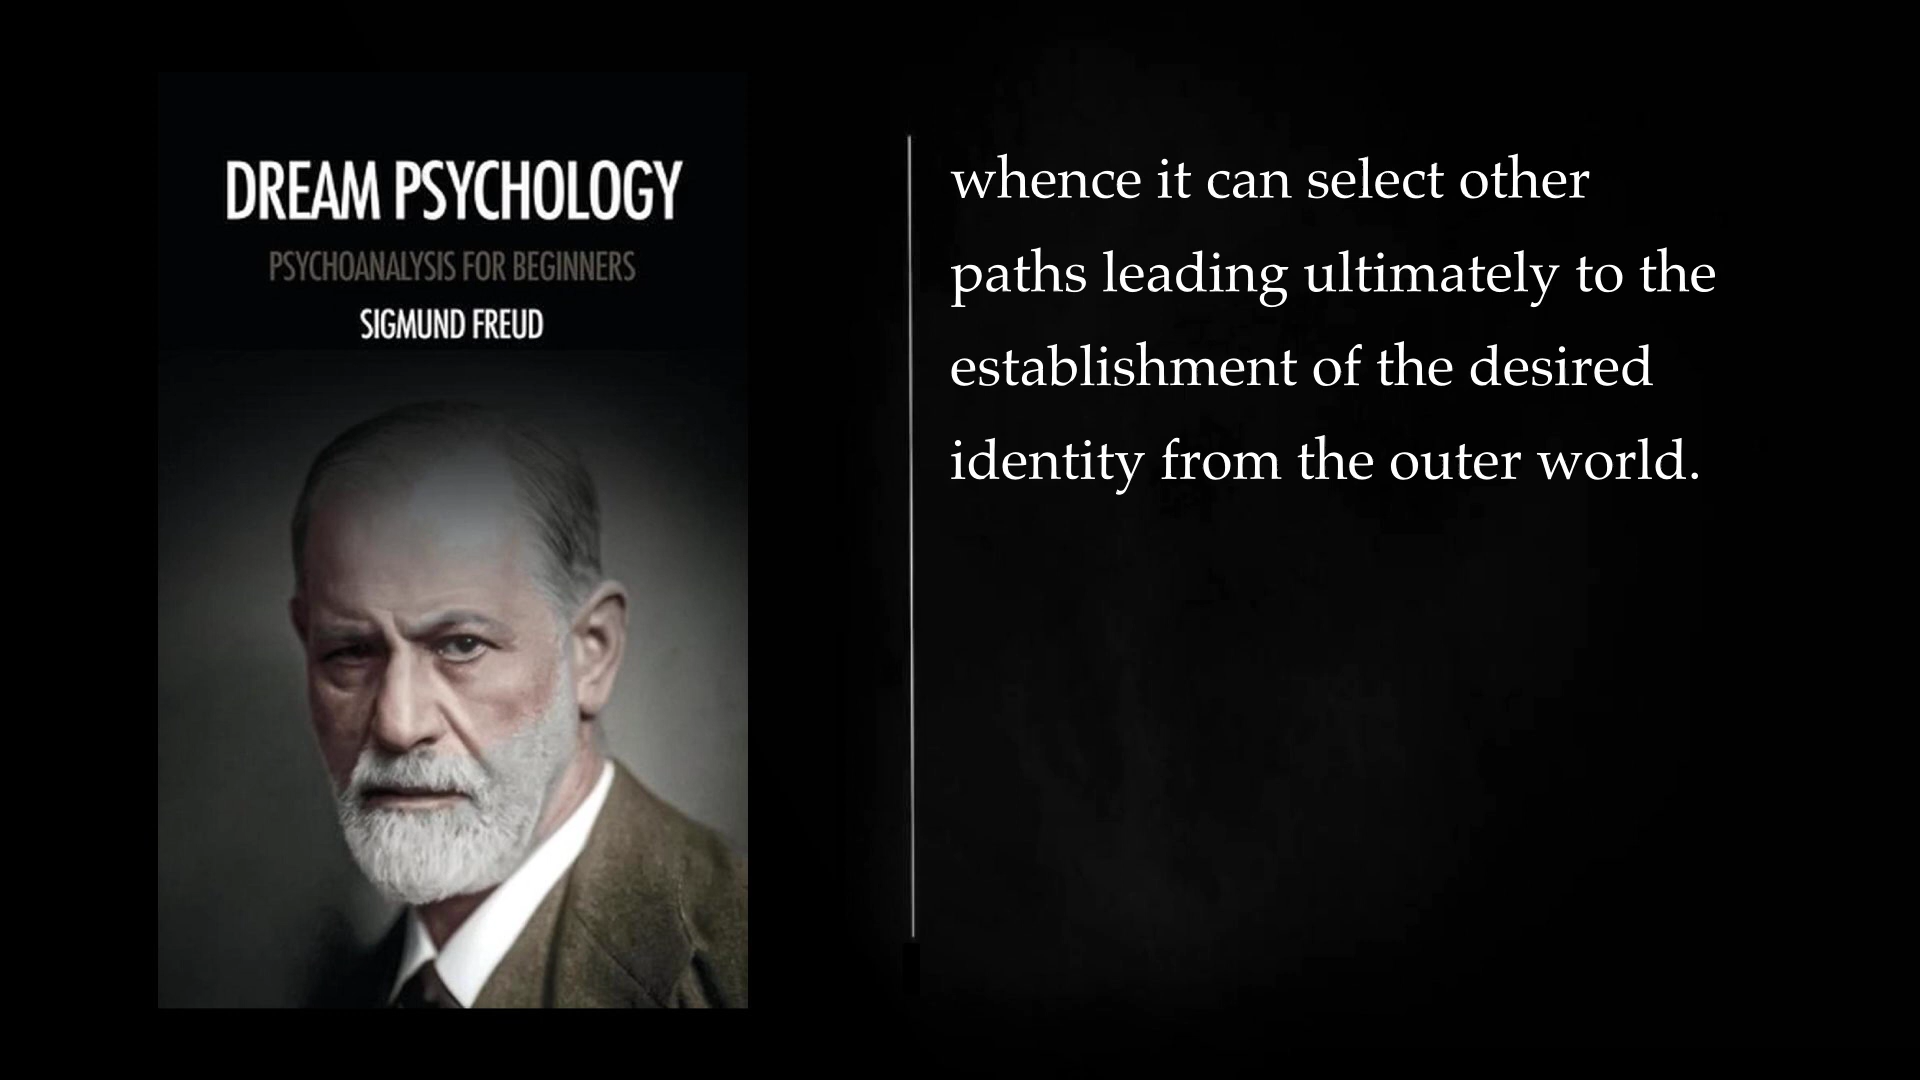 DREAM PSYCHOLOGY
PSYCHOANALYSIS FOR BEGINNERS
SIGMUND FREUD
whence it can select other
paths leading ultimately to the
establishment of the desired
identity from the outer world.